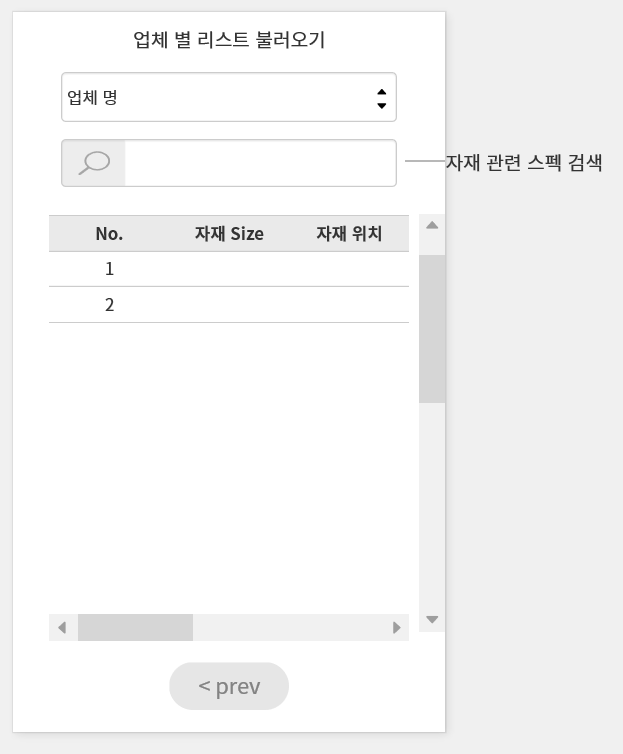 업체 별 리스트 불러오기
업체 명
자재 관련 스펙 검색
No. 자재 Size 자재 위치
1
2
< prev